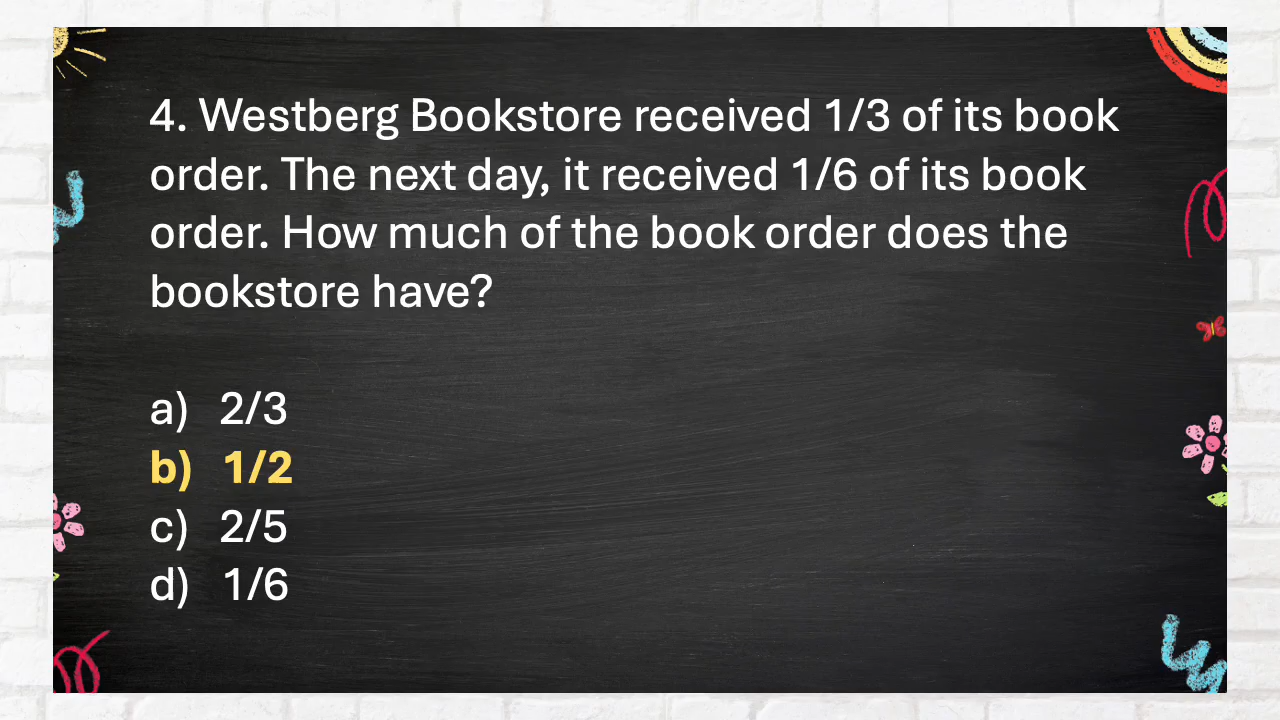 4. Westberg Bookstore received 1/3 of its book
order. The next day, it received 1/6 of its book
order. How much of the book order does the
bookstore have?
a) 2/3
b) 1/2
c) 2/5
d) 1/6